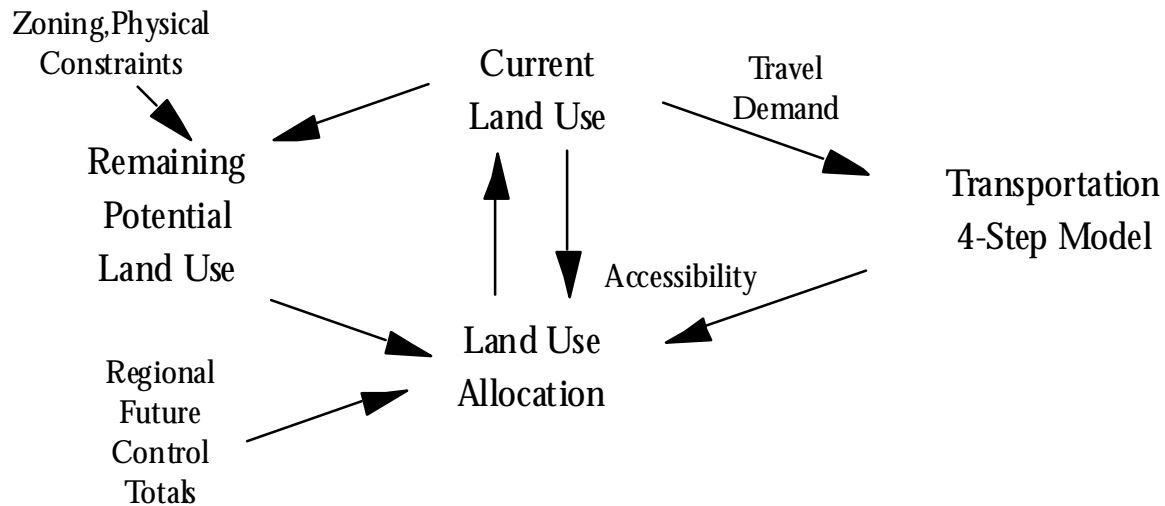 Zoning,Physical
Constraints
Current
Land Use
Travel
Demand
Remaining
Potential
Land Use
Transportation
4-Step Model
Accessibility
Land Use
Allocation
Regional
Future
Control
Totals